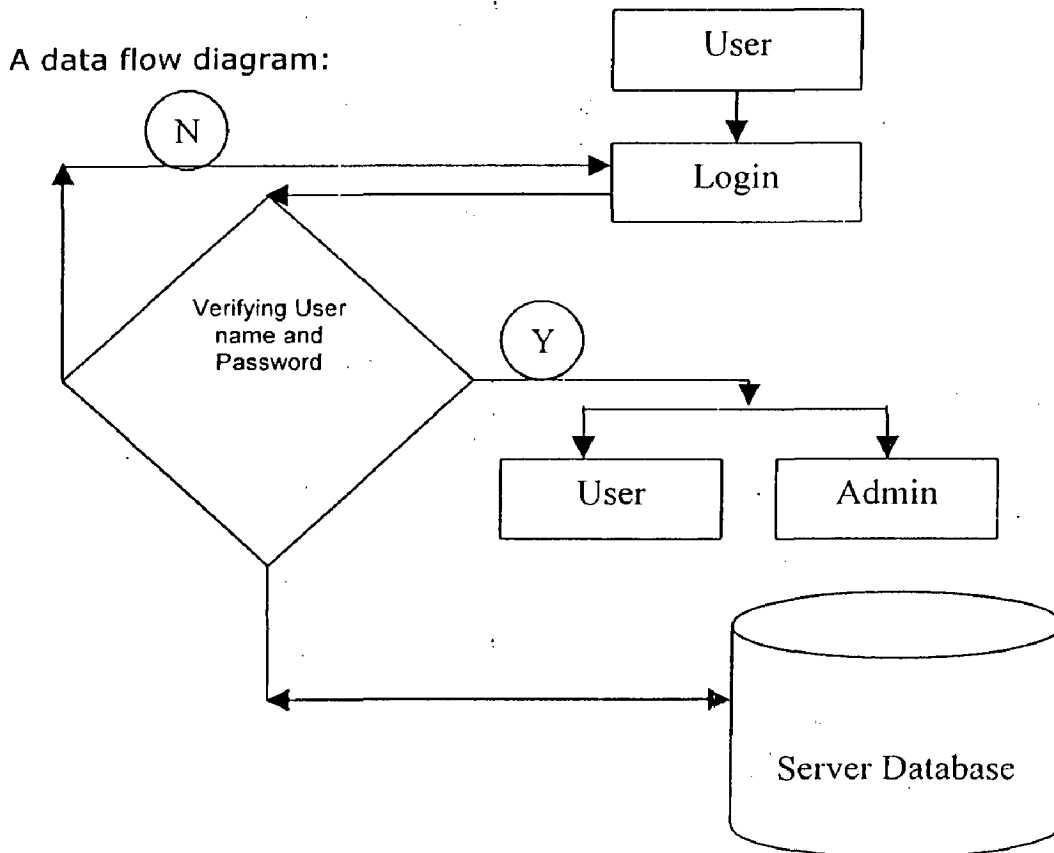 A data flow diagram:
User
N
Login
Verifying User
name and
Password
Y
User
Admin
Server Database